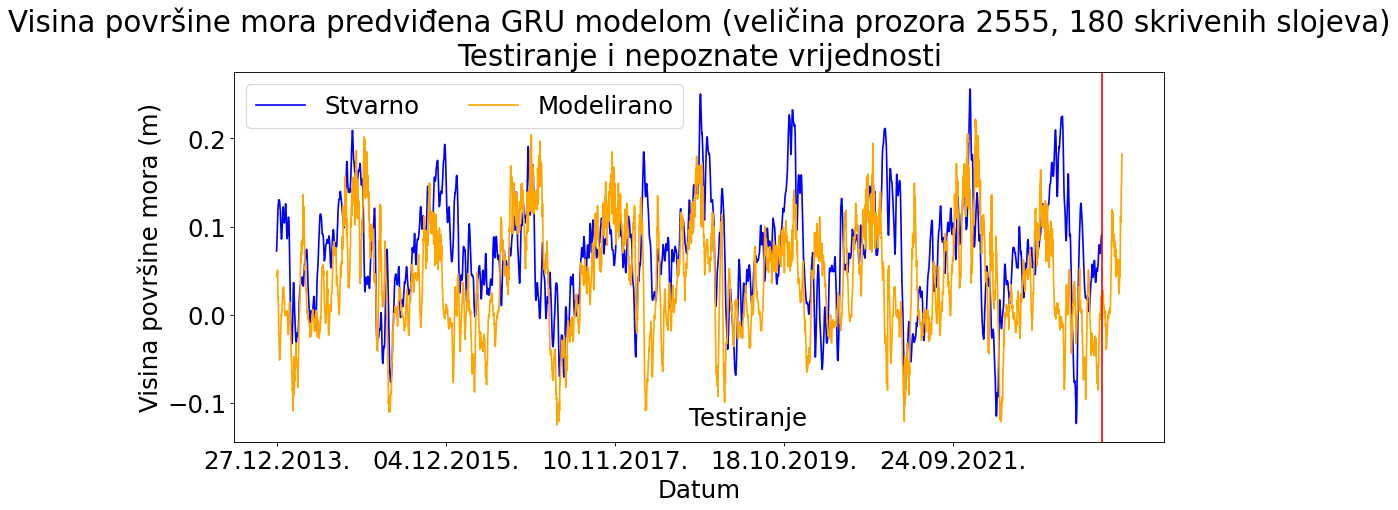 Visina površine mora predviđena GRU modelom (veličina prozora 2555, 180 skrivenih slojeva)
Testiranje i nepoznate vrijednosti
Stvarno
Modelirano
Visina površine mora (m)
0.2
0.1
0.0
−0.1
Testiranje
27.12.2013.
04.12.2015.
10.11.2017.
18.10.2019.
24.09.2021.
Datum